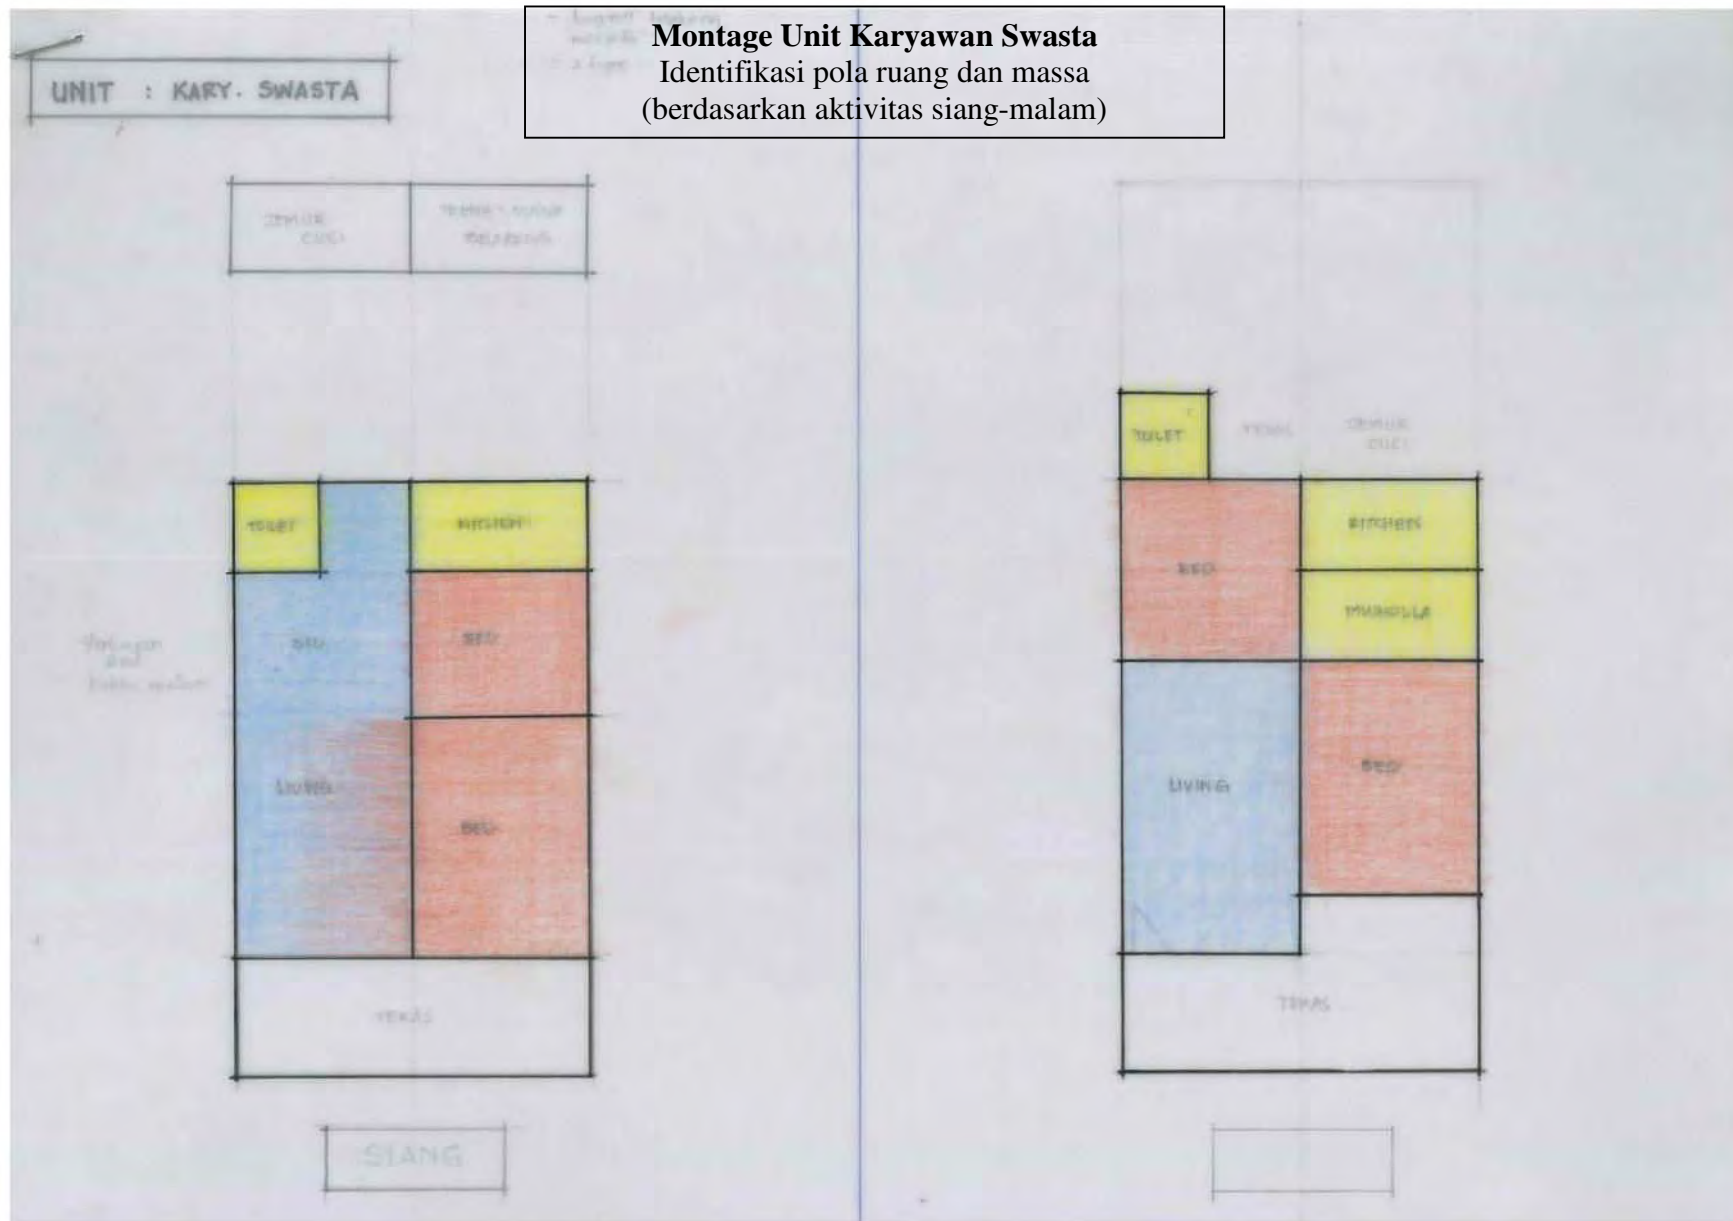 Montage Unit Karyawan Swasta
Identifikasi pola ruang dan massa
(berdasarkan aktivitas siang-malam)
UNIT : KARY. SWASTA
JEMUR
CUCI
TOILET
KITCHEN
BED
LIVING
BED
TERAS
SIANG
TOILET
TERAS
JEMUR
CUCI
KITCHEN
BED
MUSHOLLA
LIVING
BED
TERAS